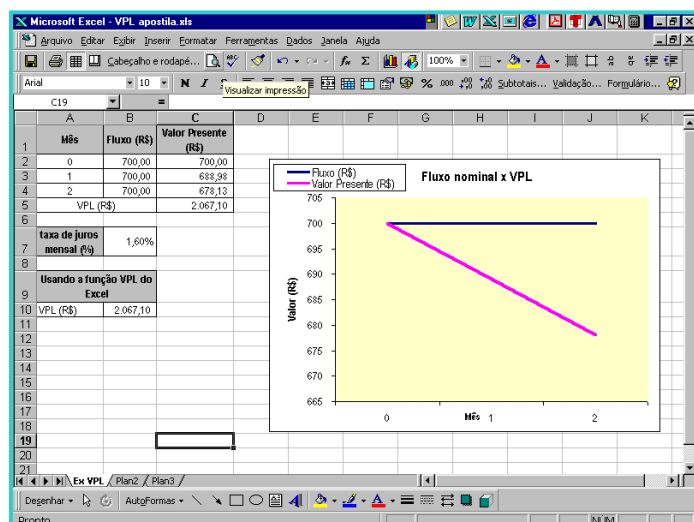 Microsoft Excel - VPL apostila.xls
Arquivo Editar Exibir Inserir Formatar Ferramentas Dados Janela Ajuda
Cabeçalho e rodapé... Σ 100%
Arial 10 N I S % 000 Subtotais... Validação... Formulário...
Visualizar impressão
C19 =
A B C D E F G H I J K
1 Mês Fluxo (R$) Valor Presente (R$)
2 0 700,00 700,00
3 1 700,00 688,98
4 2 700,00 678,13
5 VPL (R$) 2.067,10
6
7 taxa de juros mensal (%) 1,60%
8
9 Usando a função VPL do Excel
10 VPL (R$) 2.067,10
11
12
13
14
15
16
17
18
19
20
21
Fluxo (R$)
Valor Presente (R$)
Fluxo nominal x VPL
705
700
695
690
685
680
675
670
665
Valor (R$)
0 Mês 1 2
Ex VPL Plan2 Plan3
Desenhar AutoFormas
Pronto NUM